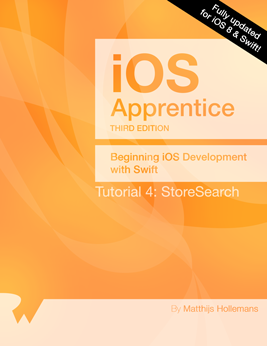 Fully updated
for iOS 8 & Swift!
iOS
Apprentice
THIRD EDITION
Beginning iOS Development
with Swift
Tutorial 4: StoreSearch
By Matthijs Hollemans